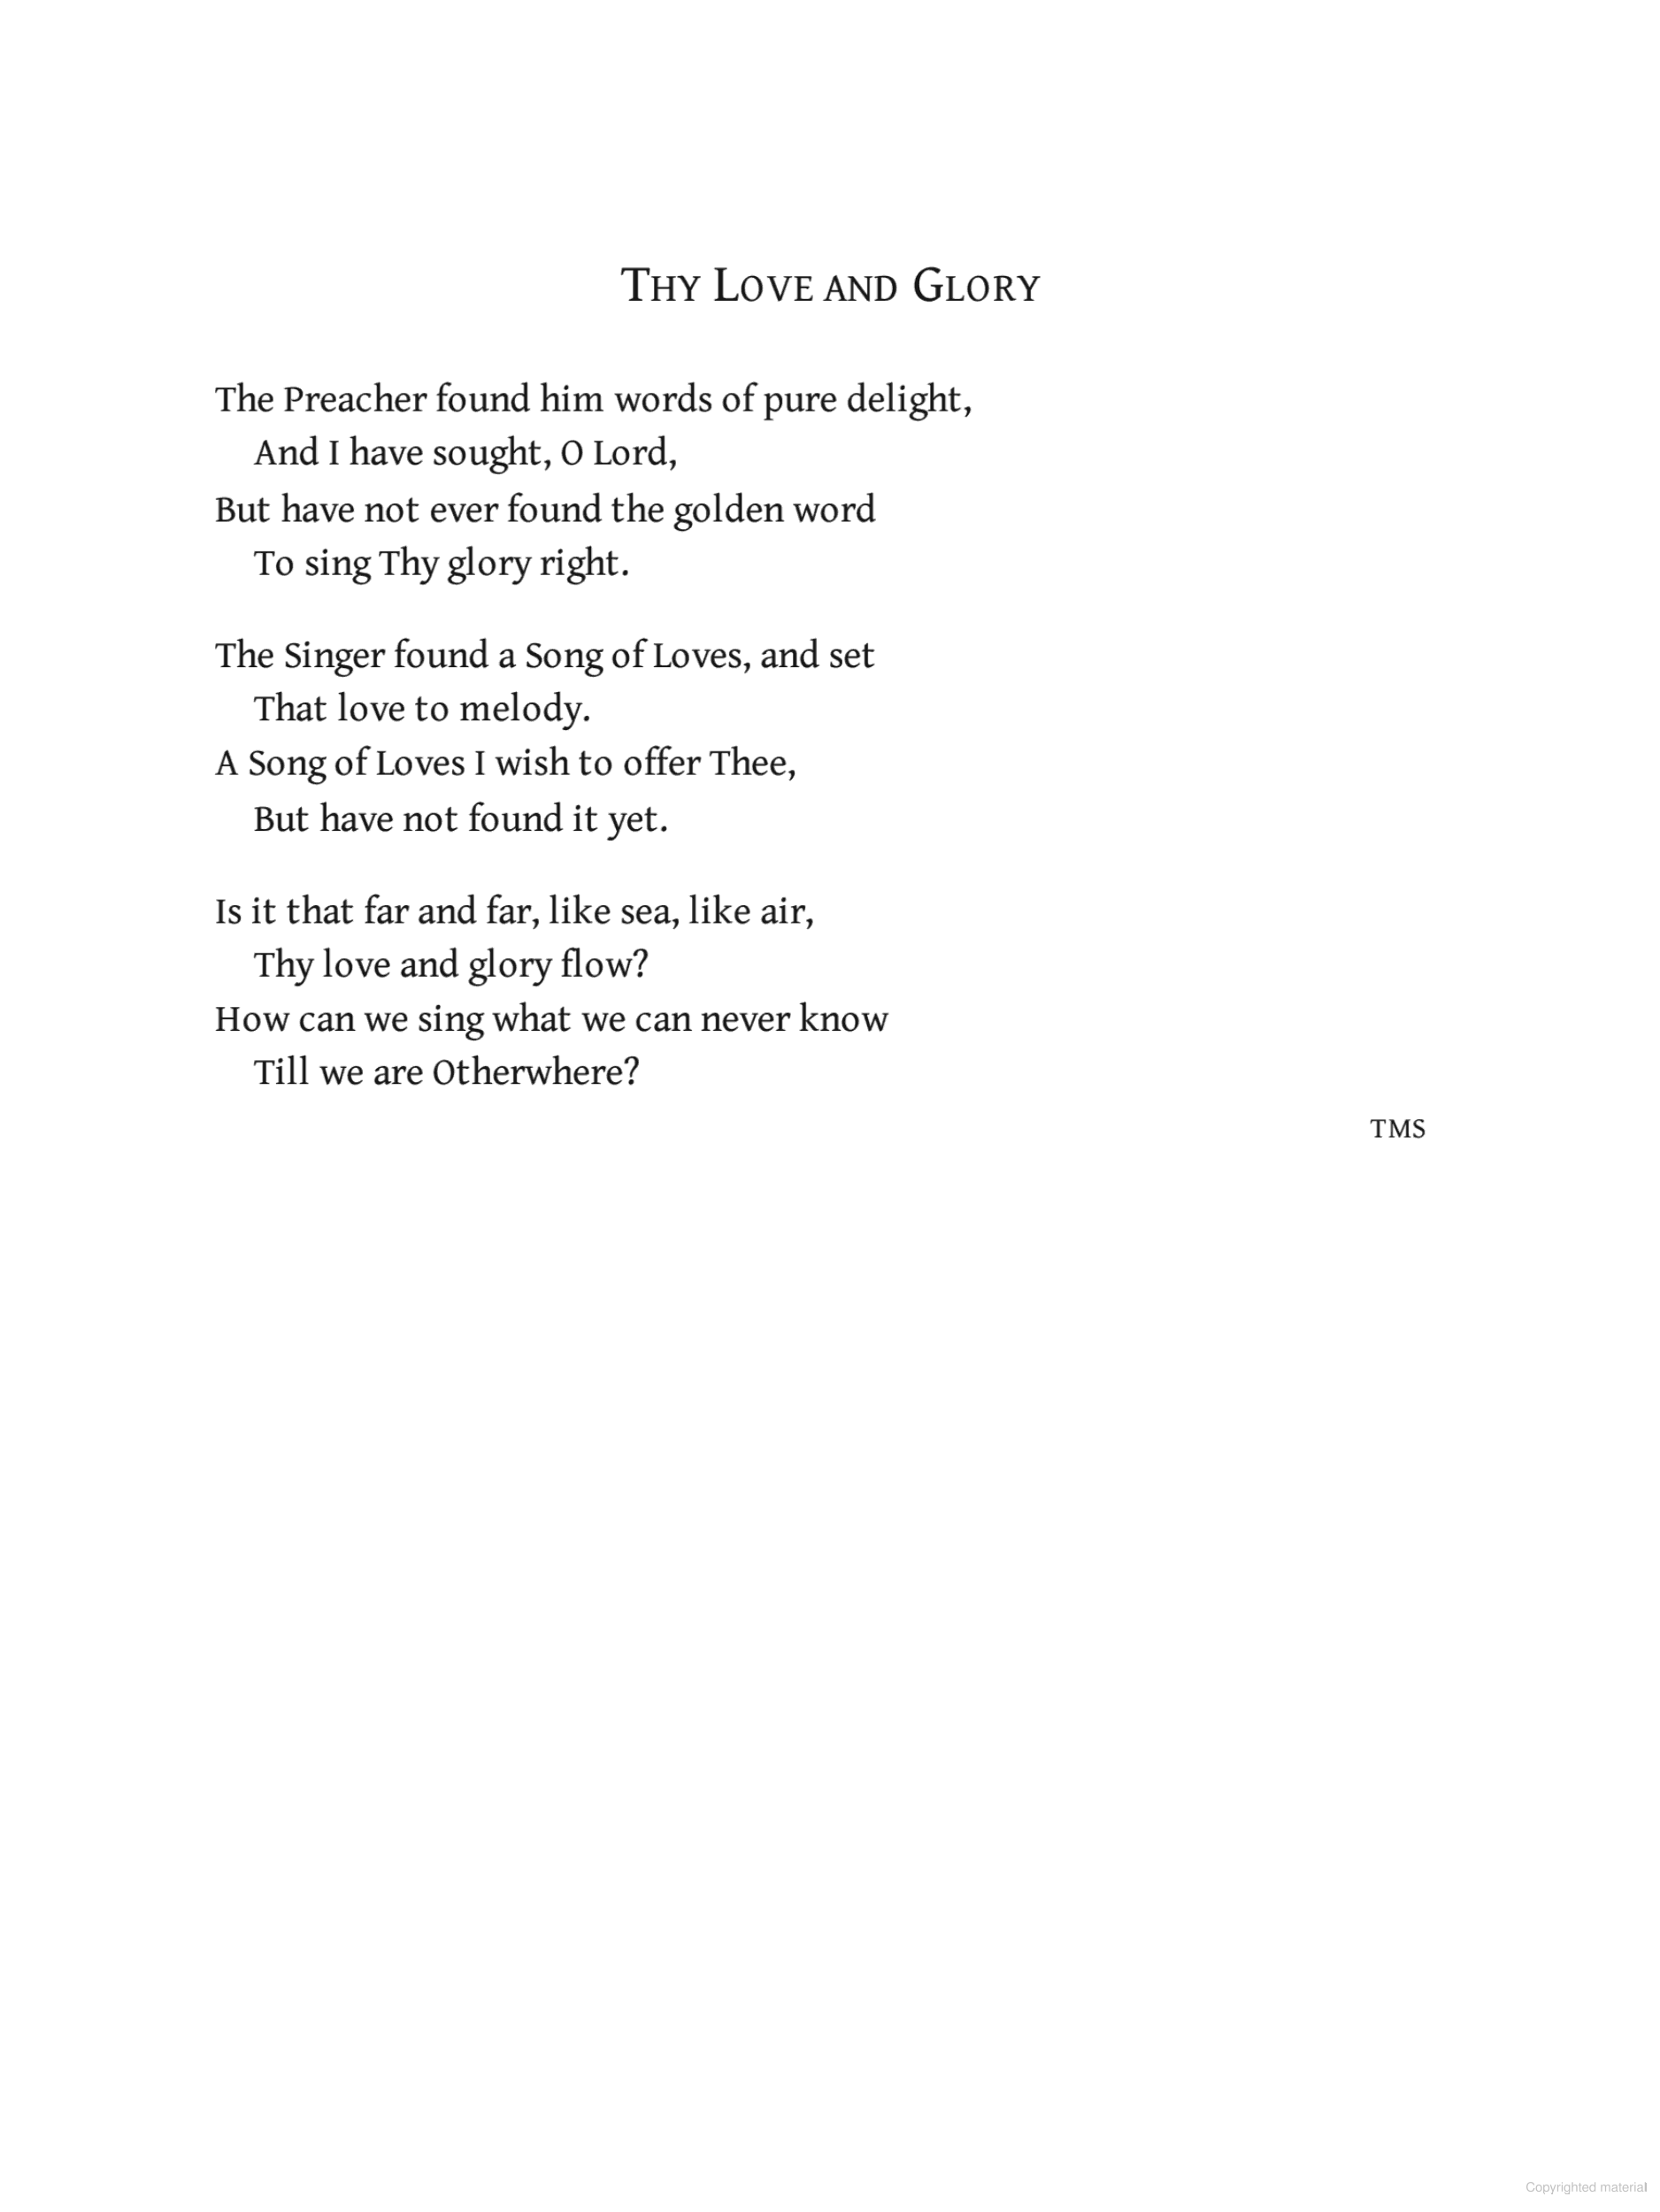 Thy Love and Glory
The Preacher found him words of pure delight,
And I have sought, O Lord,
But have not ever found the golden word
To sing Thy glory right.
The Singer found a Song of Loves, and set
That love to melody.
A Song of Loves I wish to offer Thee,
But have not found it yet.
Is it that far and far, like sea, like air,
Thy love and glory flow?
How can we sing what we can never know
Till we are Otherwhere?
TMS
Copyrighted material